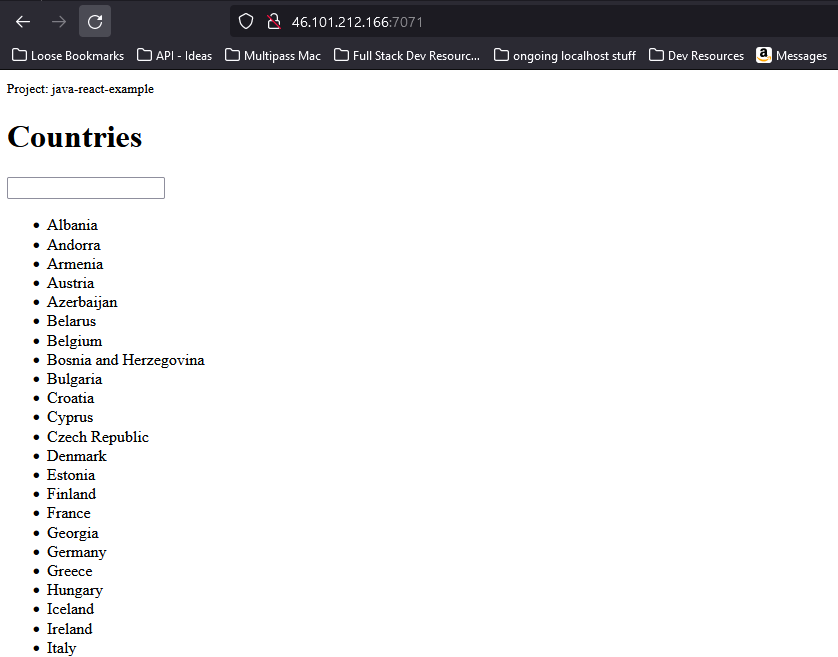 46.101.212.166:7071
Loose Bookmarks API - Ideas Multipass Mac Full Stack Dev Resourc... ongoing localhost stuff Dev Resources a Messages
Project: java-react-example
Countries
Albania
Andorra
Armenia
Austria
Azerbaijan
Belarus
Belgium
Bosnia and Herzegovina
Bulgaria
Croatia
Cyprus
Czech Republic
Denmark
Estonia
Finland
France
Georgia
Germany
Greece
Hungary
Iceland
Ireland
Italy